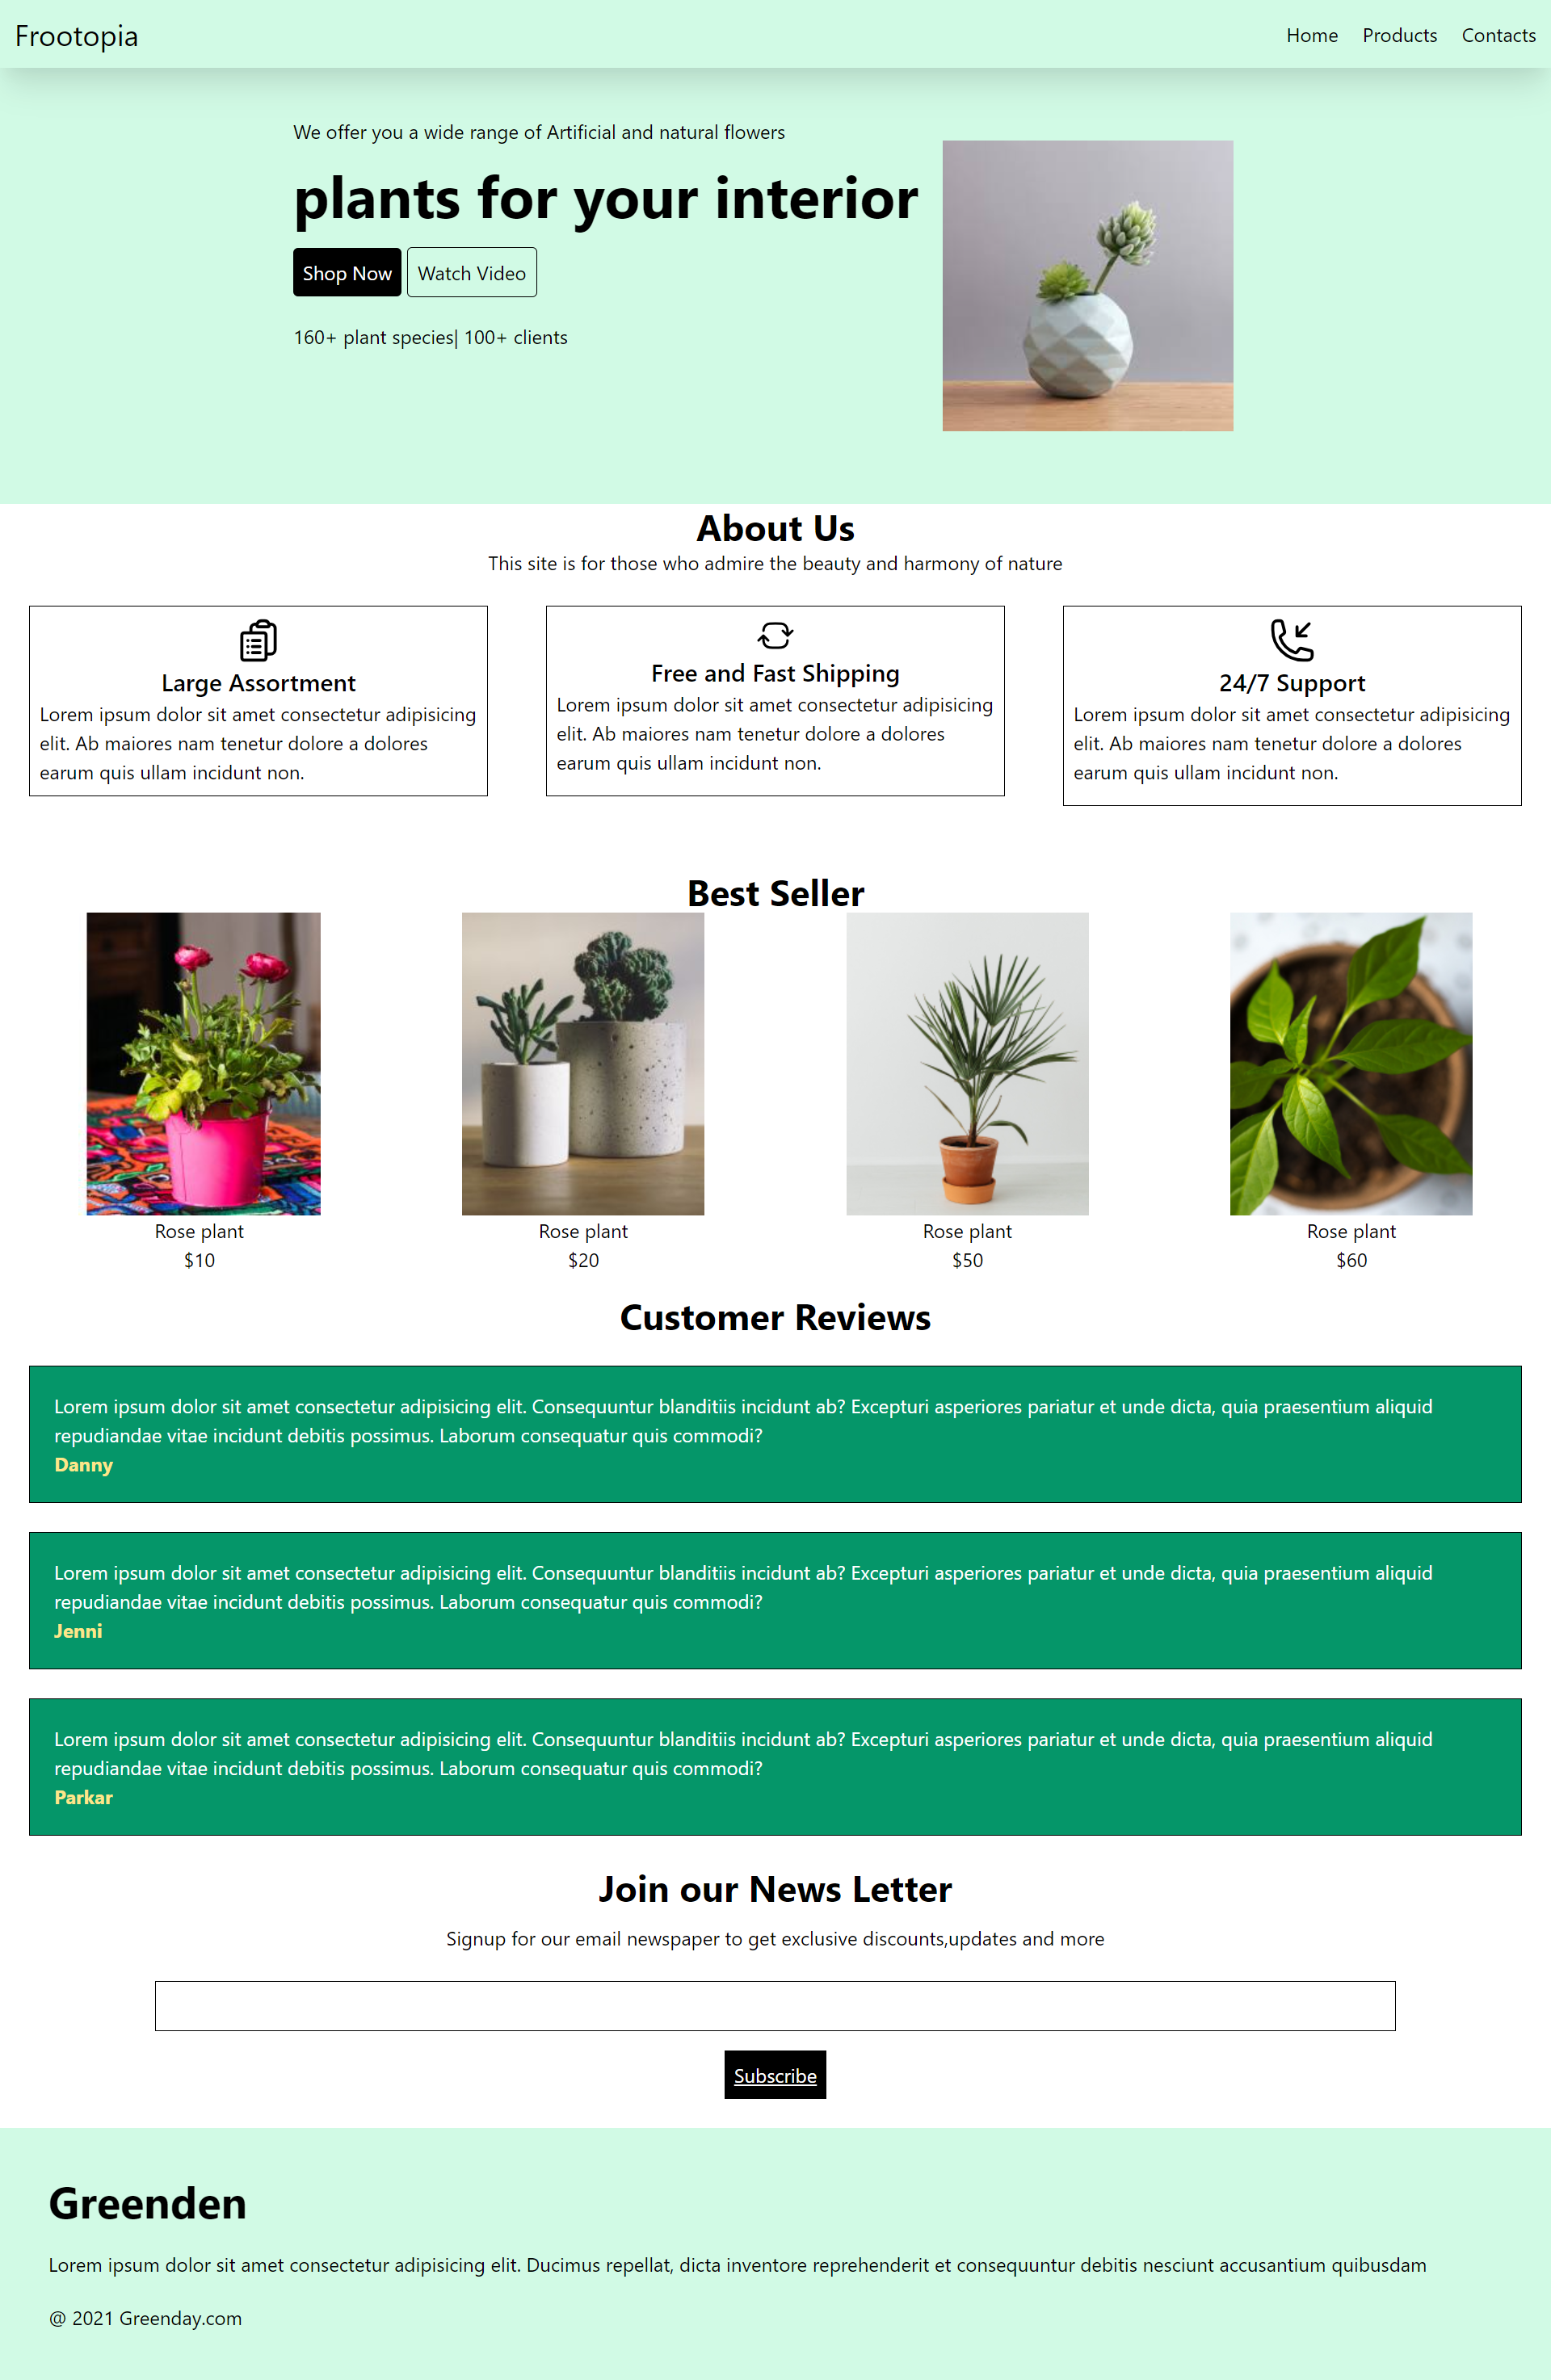 Frootopia
Home Products Contacts
We offer you a wide range of Artificial and natural flowers
plants for your interior
Shop Now Watch Video
160+ plant species| 100+ clients
About Us
This site is for those who admire the beauty and harmony of nature
Large Assortment
Lorem ipsum dolor sit amet consectetur adipisicing
elit. Ab maiores nam tenetur dolore a dolores
earum quis ullam incidunt non.
Free and Fast Shipping
Lorem ipsum dolor sit amet consectetur adipisicing
elit. Ab maiores nam tenetur dolore a dolores
earum quis ullam incidunt non.
24/7 Support
Lorem ipsum dolor sit amet consectetur adipisicing
elit. Ab maiores nam tenetur dolore a dolores
earum quis ullam incidunt non.
Best Seller
Rose plant
$10
Rose plant
$20
Rose plant
$50
Rose plant
$60
Customer Reviews
Lorem ipsum dolor sit amet consectetur adipisicing elit. Consequuntur blanditiis incidunt ab? Excepturi asperiores pariatur et unde dicta, quia praesentium aliquid
repudiandae vitae incidunt debitis possimus. Laborum consequatur quis commodi?
Danny
Lorem ipsum dolor sit amet consectetur adipisicing elit. Consequuntur blanditiis incidunt ab? Excepturi asperiores pariatur et unde dicta, quia praesentium aliquid
repudiandae vitae incidunt debitis possimus. Laborum consequatur quis commodi?
Jenni
Lorem ipsum dolor sit amet consectetur adipisicing elit. Consequuntur blanditiis incidunt ab? Excepturi asperiores pariatur et unde dicta, quia praesentium aliquid
repudiandae vitae incidunt debitis possimus. Laborum consequatur quis commodi?
Parkar
Join our News Letter
Signup for our email newspaper to get exclusive discounts,updates and more
Subscribe
Greenden
Lorem ipsum dolor sit amet consectetur adipisicing elit. Ducimus repellat, dicta inventore reprehenderit et consequuntur debitis nesciunt accusantium quibusdam
@ 2021 Greenday.com